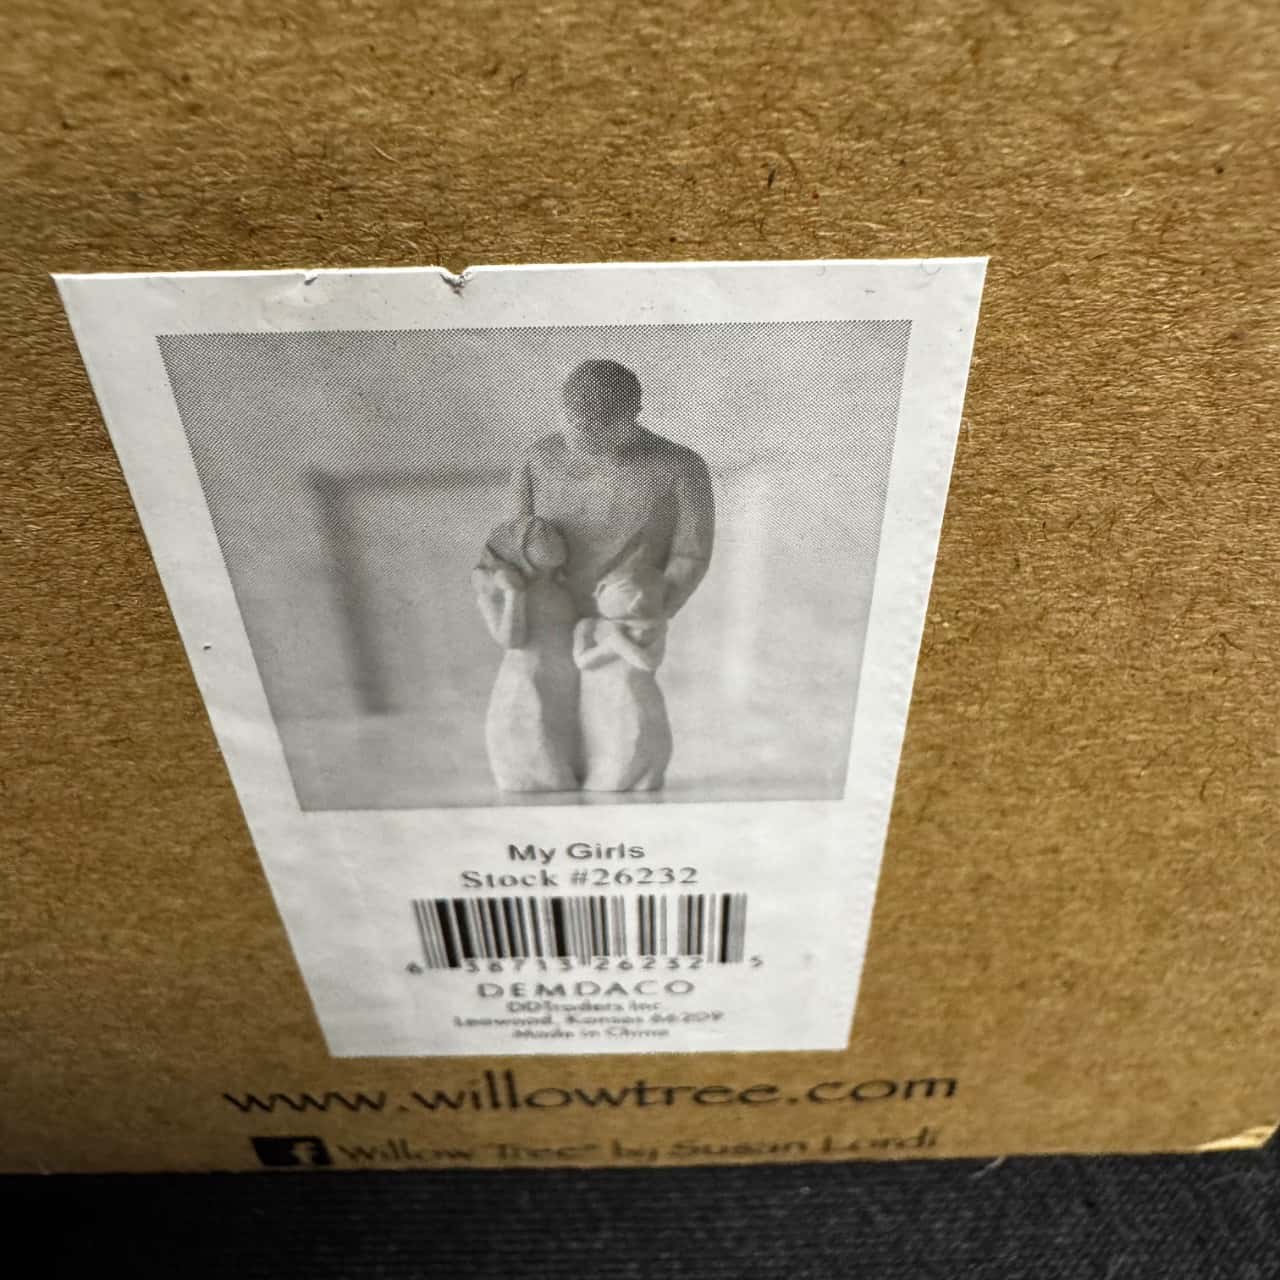 My Girls
Stock #26232
6 38713 26232 5
DEMDACO
DDTraders Inc.
Leawood, Kansas 66209
Made in China
www.willowtree.com
f Willow Tree® by Susan Lordi